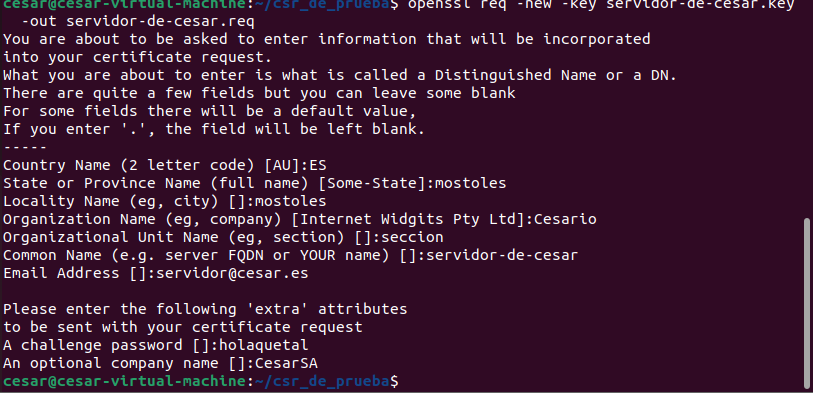 cesar@cesar-virtual-machine:~/csr_de_prueba$ openssl req -new -key servidor-de-cesar.key
-out servidor-de-cesar.req
You are about to be asked to enter information that will be incorporated
into your certificate request.
What you are about to enter is what is called a Distinguished Name or a DN.
There are quite a few fields but you can leave some blank
For some fields there will be a default value,
If you enter '.', the field will be left blank.
-----
Country Name (2 letter code) [AU]:ES
State or Province Name (full name) [Some-State]:mostoles
Locality Name (eg, city) []:mostoles
Organization Name (eg, company) [Internet Widgits Pty Ltd]:Cesario
Organizational Unit Name (eg, section) []:seccion
Common Name (e.g. server FQDN or YOUR name) []:servidor-de-cesar
Email Address []:servidor@cesar.es

Please enter the following 'extra' attributes
to be sent with your certificate request
A challenge password []:holaquetal
An optional company name []:CesarSA
cesar@cesar-virtual-machine:~/csr_de_prueba$